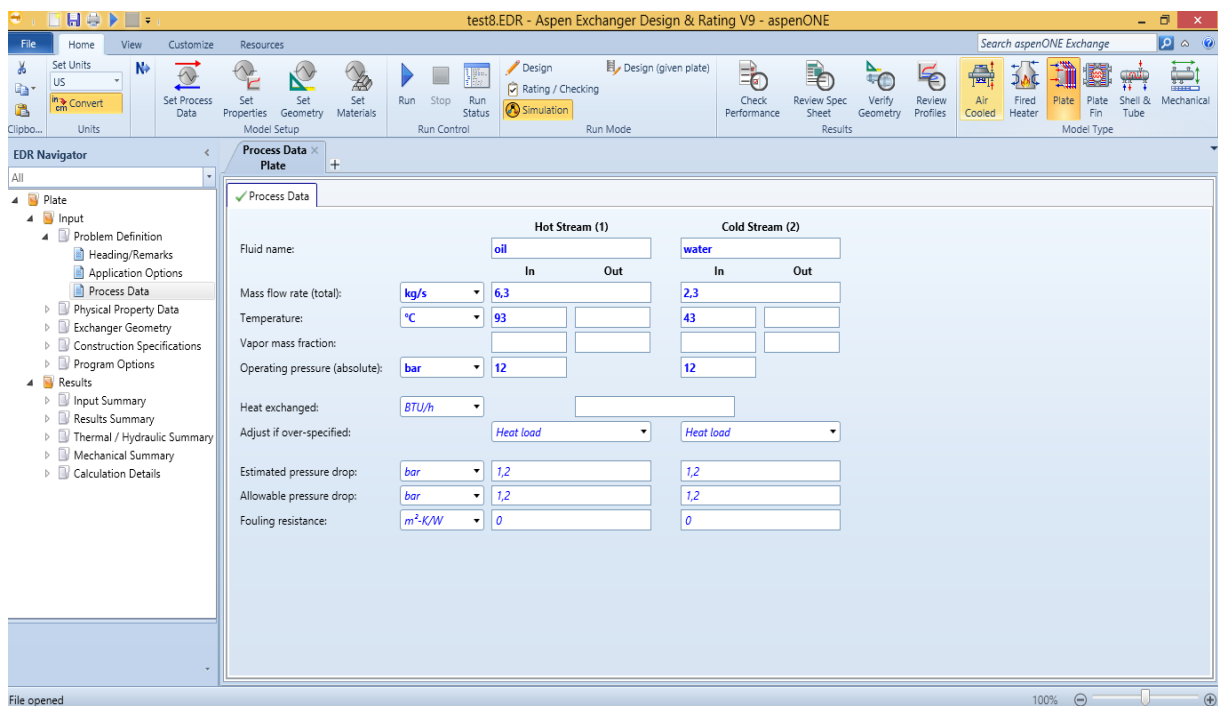 test8.EDR - Aspen Exchanger Design & Rating V9 - aspenONE
File Home View Customize Resources Search aspenONE Exchange
Set Units
US
Convert
Units
Set Process Data
Set Properties
Set Geometry
Set Materials
Model Setup
Run
Stop
Run Status
Run Control
Design
Rating / Checking
Simulation
Design (given plate)
Run Mode
Check Performance
Review Spec Sheet
Verify Geometry
Review Profiles
Results
Air Cooled
Fired Heater
Plate
Plate Fin
Shell & Tube
Mechanical
Model Type
Clipbo...
EDR Navigator
All
Plate
Input
Problem Definition
Heading/Remarks
Application Options
Process Data
Physical Property Data
Exchanger Geometry
Construction Specifications
Program Options
Results
Input Summary
Results Summary
Thermal / Hydraulic Summary
Mechanical Summary
Calculation Details
Process Data
Plate
Process Data
Hot Stream (1) Cold Stream (2)
Fluid name: oil water
In Out In Out
Mass flow rate (total): kg/s 6,3 2,3
Temperature: °C 93 43
Vapor mass fraction:
Operating pressure (absolute): bar 12 12
Heat exchanged: BTU/h
Adjust if over-specified: Heat load Heat load
Estimated pressure drop: bar 1,2 1,2
Allowable pressure drop: bar 1,2 1,2
Fouling resistance: m²-K/W 0 0
File opened
100%